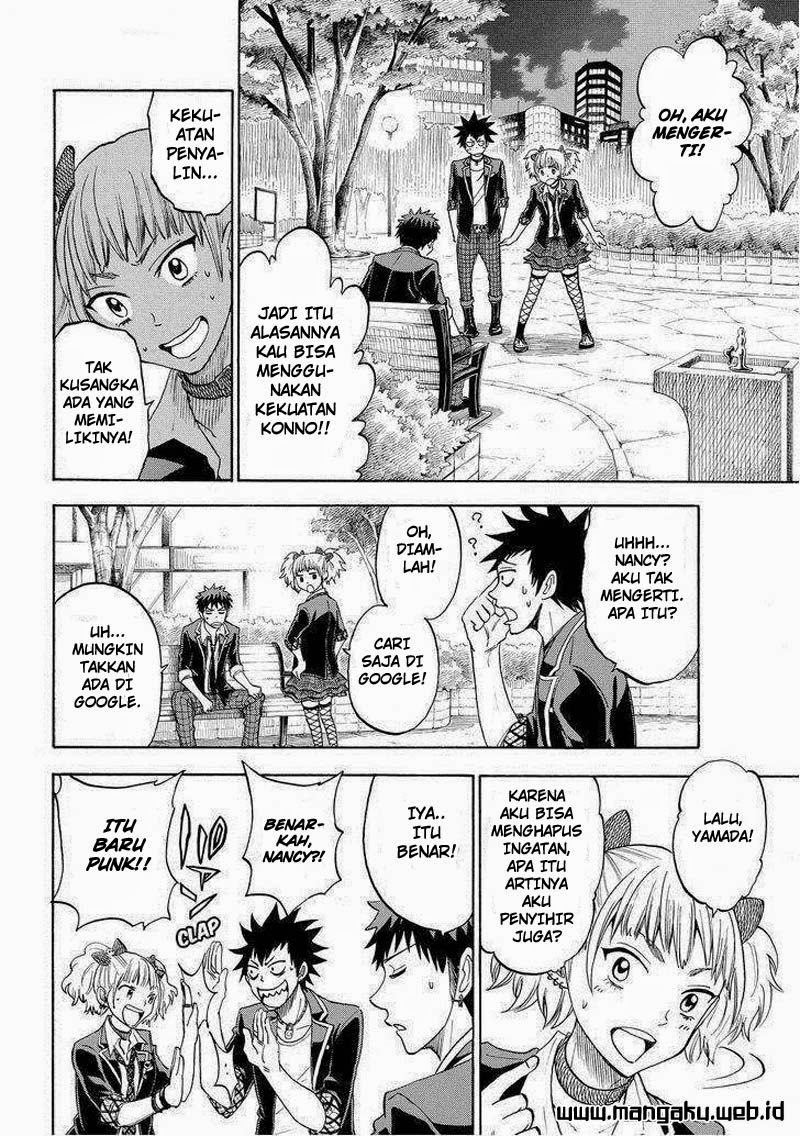 OH, AKU
MENGER-
TI!
JADI ITU
ALASANNYA
KAU BISA
MENGGU-
NAKAN
KEKUATAN
KONNO!!
KEKU-
ATAN
PENYA-
LIN...
TAK
KUSANGKA
ADA YANG
MEMI-
LIKINYA!
UHHH...
NANCY?
AKU TAK
MENGERTI.
APA ITU?
? ? ?
OH,
DIAM-
LAH!
CARI
SAJA DI
GOOGLE!
UH...
MUNGKIN
TAKKAN
ADA DI
GOOGLE.
LALU,
YAMADA!
KARENA
AKU BISA
MENGHAPUS
INGATAN,
APA ITU
ARTINYA
AKU
PENYIHIR
JUGA?
IYA..
ITU
BENAR!
BENAR-
KAH,
NANCY?!
CLAP
ITU
BARU
PUNK!!
www.mangaku.web.id